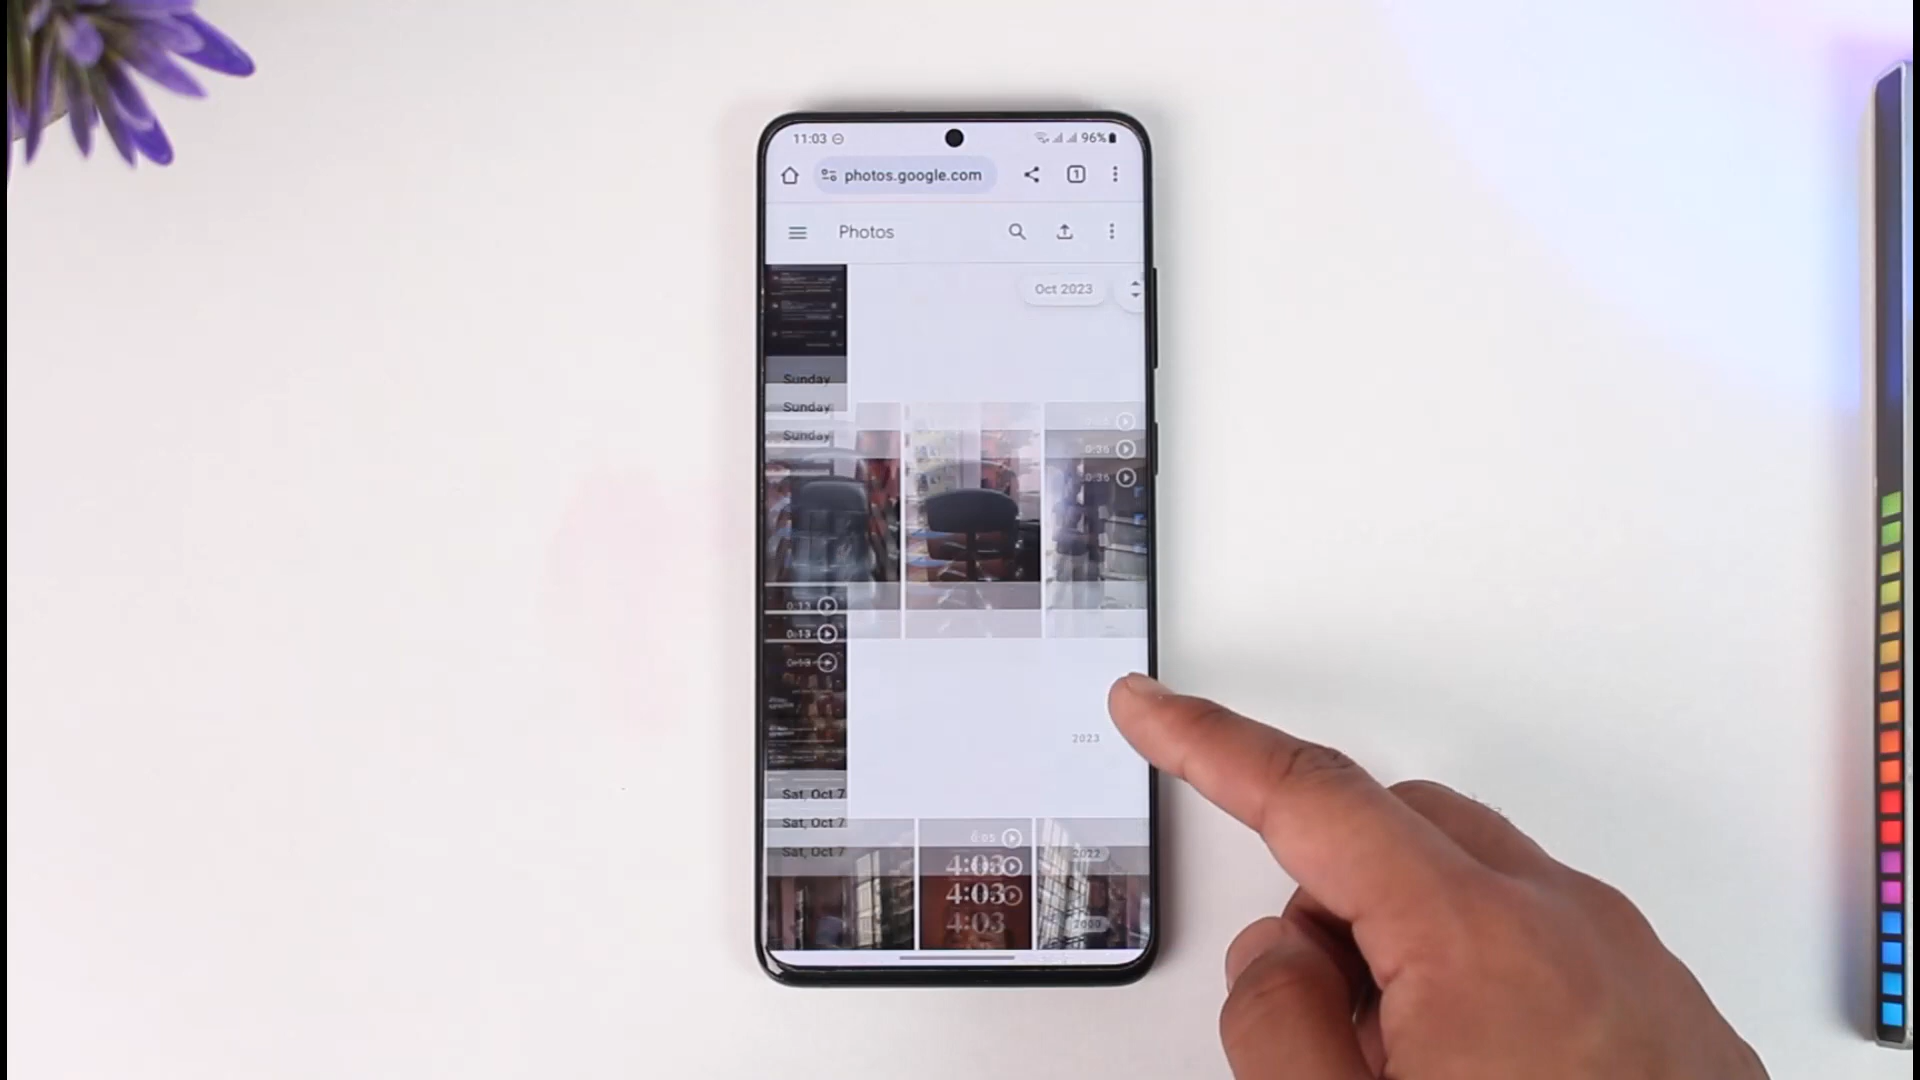 11:03
96%
photos.google.com
1
Photos
Oct 2023
Sunday
Sunday
Sunday
0:36
0:36
0:13
0:13
0:13
2023
Sat, Oct 7
Sat, Oct 7
Sat, Oct 7
6:05
2022
4:03
4:03
4:03
2000